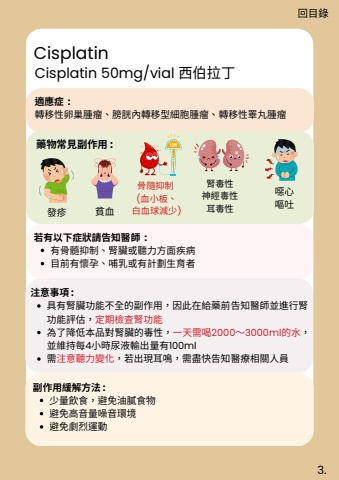 回目錄
Cisplatin
Cisplatin 50mg/vial 西伯拉丁
適應症：
轉移性卵巢腫瘤、膀胱內轉移型細胞腫瘤、轉移性睪丸腫瘤
藥物常見副作用：
發疹
貧血
骨隨抑制
(血小板、
白血球減少)
腎毒性
神經毒性
耳毒性
噁心
嘔吐
若有以下症狀請告知醫師：
• 有骨髓抑制、腎臟或聽力方面疾病
• 目前有懷孕、哺乳或有計劃生育者
注意事項：
• 具有腎臟功能不全的副作用，因此在給藥前告知醫師並進行腎
功能評估，定期檢查腎功能
• 為了降低本品對腎臟的毒性，一天需喝2000～3000ml的水，
並維持每4小時尿液輸出量有100ml
• 需注意聽力變化，若出現耳鳴，需盡快告知醫療相關人員
副作用緩解方法：
• 少量飲食，避免油膩食物
• 避免高音量噪音環境
• 避免劇烈運動
3.